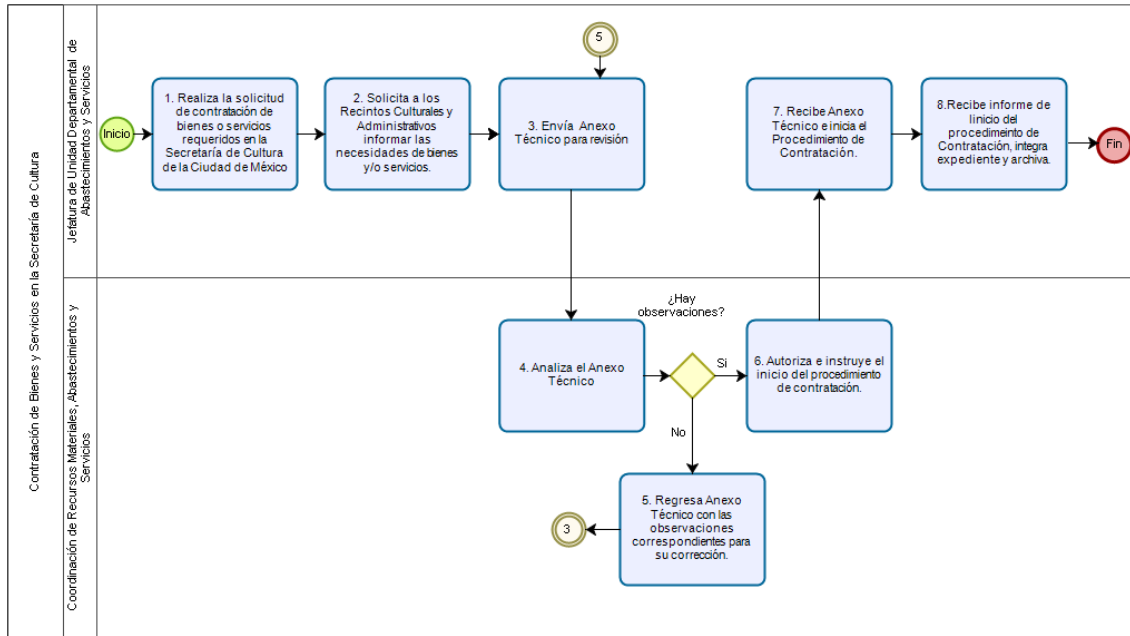 Contratación de Bienes y Servicios en la Secretaría de Cultura
Jefatura de Unidad Departamental de
Abastecimientos y Servicios
Inicio
1. Realiza la solicitud
de contratación de
bienes o servicios
requeridos en la
Secretaría de Cultura
de la Ciudad de México
2. Solicita a los
Recintos Culturales y
Administrativos
informar las
necesidades de bienes
y/o servicios.
5
3. Envía Anexo
Técnico para revisión
7. Recibe Anexo
Técnico e inicia el
Procedimiento de
Contratación.
8.Recibe informe de
Iinicio del
procedimeinto de
Contratación, integra
expediente y archiva.
Fin
Coordinación de Recursos Materiales, Abastecimientos y
Servicios
4. Analiza el Anexo
Técnico
¿Hay
observaciones?
Si
No
6. Autoriza e instruye el
inicio del procedimiento
de contratación.
5. Regresa Anexo
Técnico con las
observaciones
correspondientes para
su corrección.
3